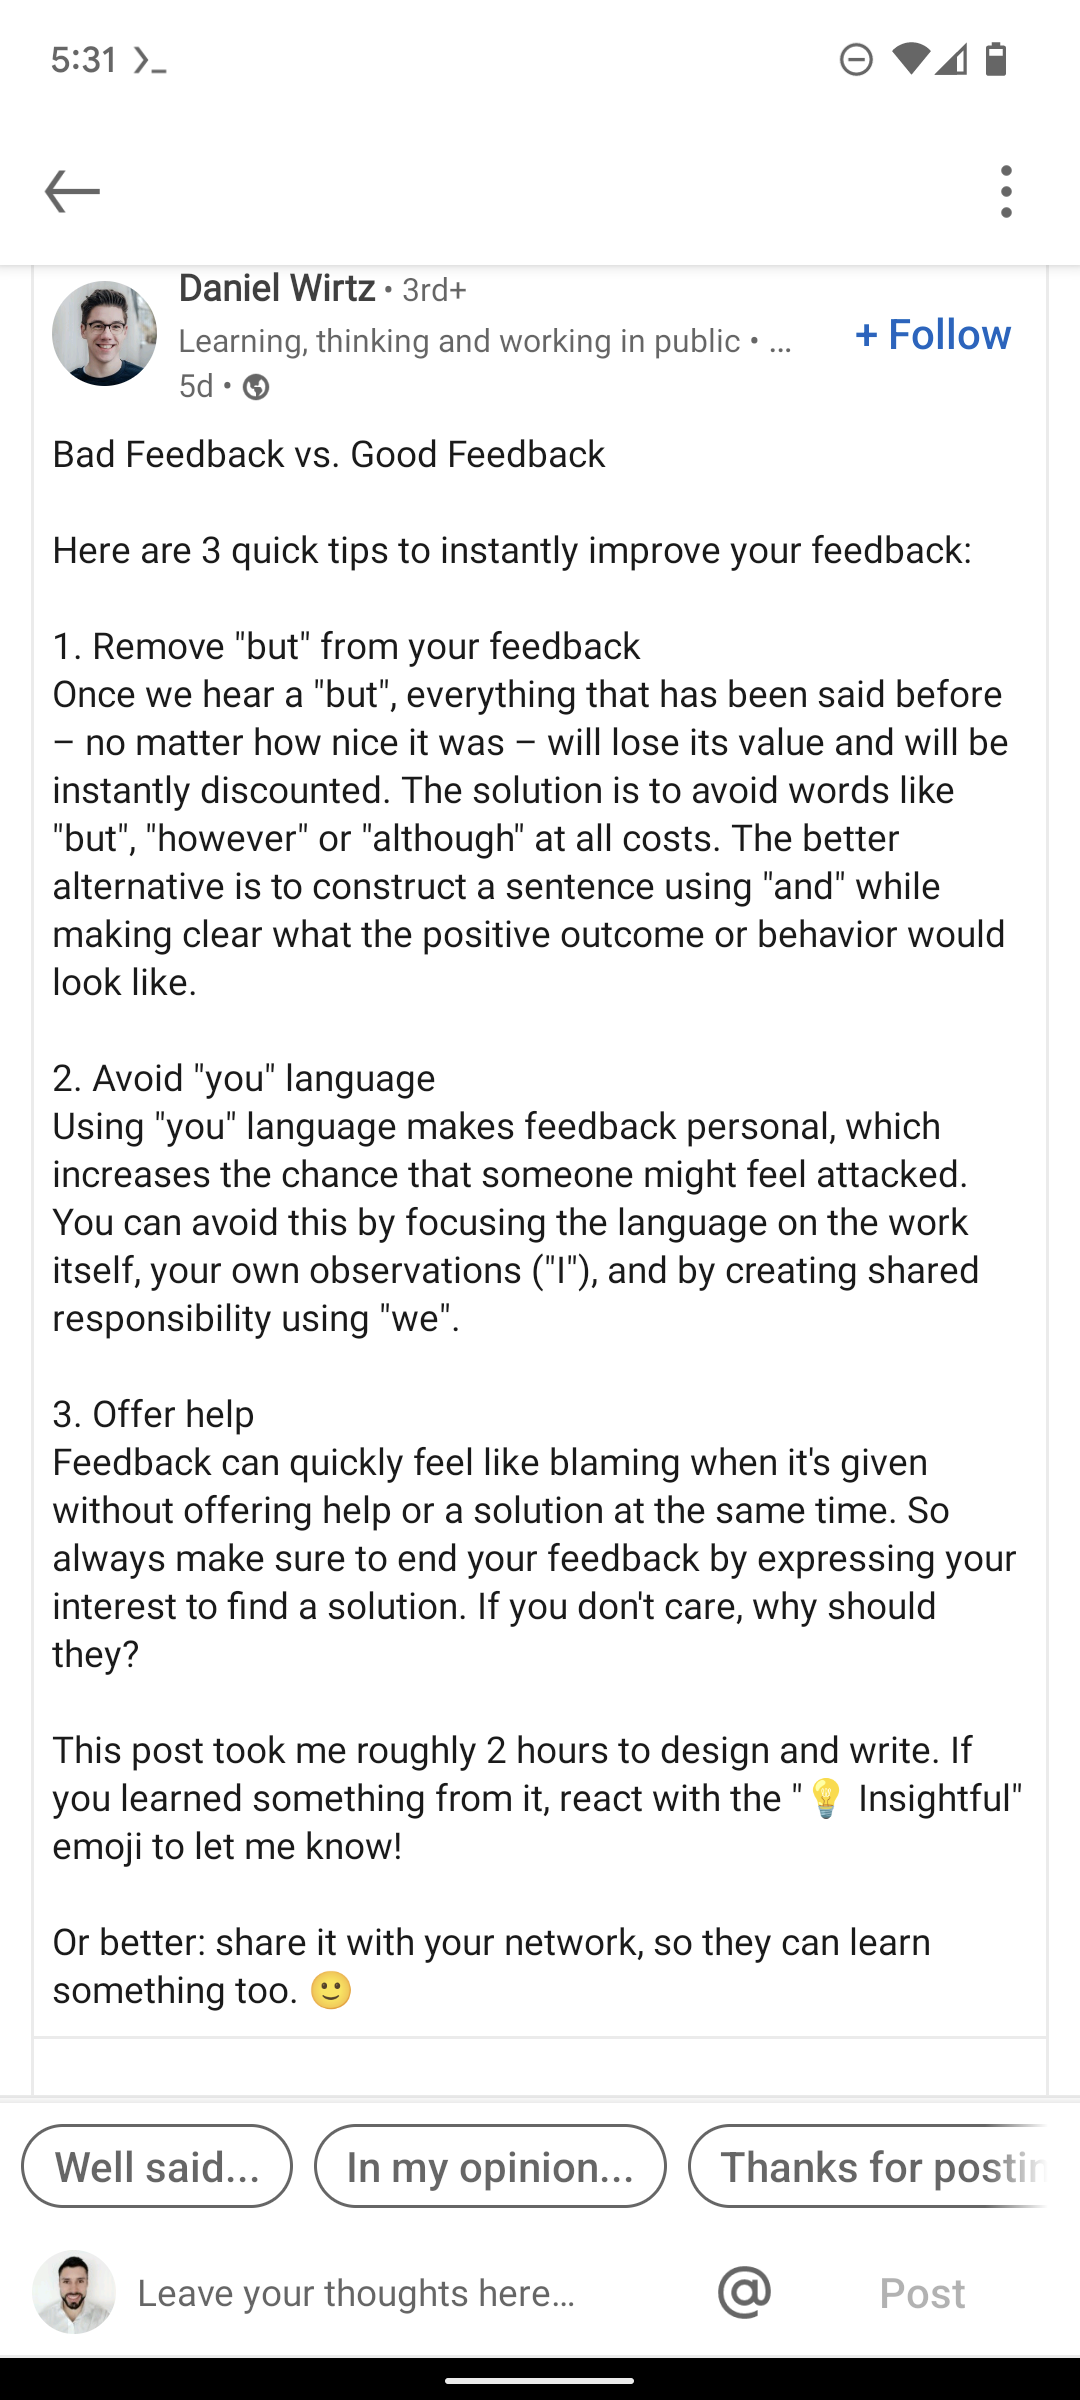 5:31
Daniel Wirtz • 3rd+
Learning, thinking and working in public • ...
+ Follow
5d •
Bad Feedback vs. Good Feedback
Here are 3 quick tips to instantly improve your feedback:
1. Remove "but" from your feedback
Once we hear a "but", everything that has been said before
– no matter how nice it was – will lose its value and will be
instantly discounted. The solution is to avoid words like
"but", "however" or "although" at all costs. The better
alternative is to construct a sentence using "and" while
making clear what the positive outcome or behavior would
look like.
2. Avoid "you" language
Using "you" language makes feedback personal, which
increases the chance that someone might feel attacked.
You can avoid this by focusing the language on the work
itself, your own observations ("I"), and by creating shared
responsibility using "we".
3. Offer help
Feedback can quickly feel like blaming when it's given
without offering help or a solution at the same time. So
always make sure to end your feedback by expressing your
interest to find a solution. If you don't care, why should
they?
This post took me roughly 2 hours to design and write. If
you learned something from it, react with the "💡 Insightful"
emoji to let me know!
Or better: share it with your network, so they can learn
something too. 🙂
Well said...
In my opinion...
Thanks for postin
Leave your thoughts here...
@
Post